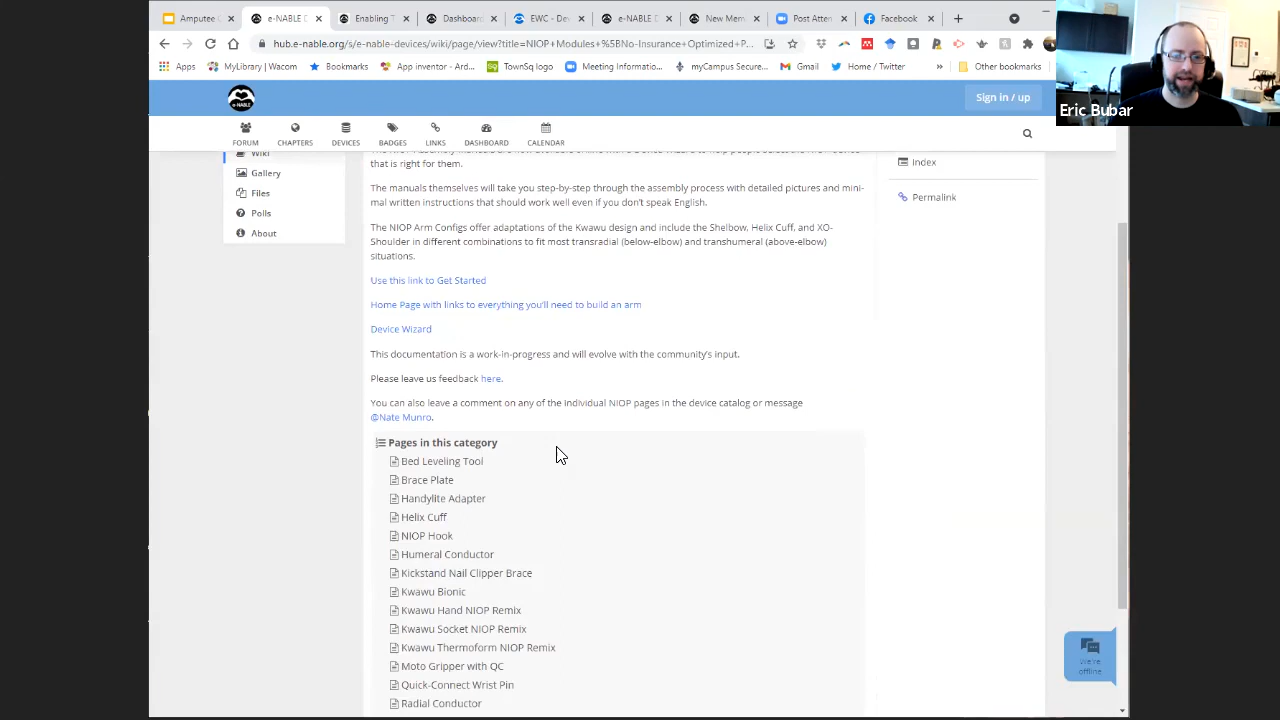 Amputee C
e-NABLE D
Enabling T
Dashboard
EWC - Dev
e-NABLE D
New Mem
Post Atten
Facebook
hub.e-nable.org/s/e-nable-devices/wiki/page/view?title=NIOP+Modules+%5BNo-Insurance+Optimized+P...
Apps
MyLibrary | Wacom
Bookmarks
App inventor - Ard...
TownSq logo
Meeting Informatio...
myCampus Secure...
Gmail
Home / Twitter
»
Other bookmarks
Eric Bubar
e-NABLE
Sign in / up
FORUM
CHAPTERS
DEVICES
BADGES
LINKS
DASHBOARD
CALENDAR
Wiki
Gallery
Files
Polls
About
that is right for them.
The manuals themselves will take you step-by-step through the assembly process with detailed pictures and mini-
mal written instructions that should work well even if you don't speak English.
The NIOP Arm Configs offer adaptations of the Kwawu design and include the Shelbow, Helix Cuff, and XO-
Shoulder in different combinations to fit most transradial (below-elbow) and transhumeral (above-elbow)
situations.
Use this link to Get Started
Home Page with links to everything you'll need to build an arm
Device Wizard
This documentation is a work-in-progress and will evolve with the community's input.
Please leave us feedback here.
You can also leave a comment on any of the individual NIOP pages in the device catalog or message
@Nate Munro.
Pages in this category
Bed Leveling Tool
Brace Plate
Handylite Adapter
Helix Cuff
NIOP Hook
Humeral Conductor
Kickstand Nail Clipper Brace
Kwawu Bionic
Kwawu Hand NIOP Remix
Kwawu Socket NIOP Remix
Kwawu Thermoform NIOP Remix
Moto Gripper with QC
Quick-Connect Wrist Pin
Radial Conductor
Index
Permalink
We're
offline